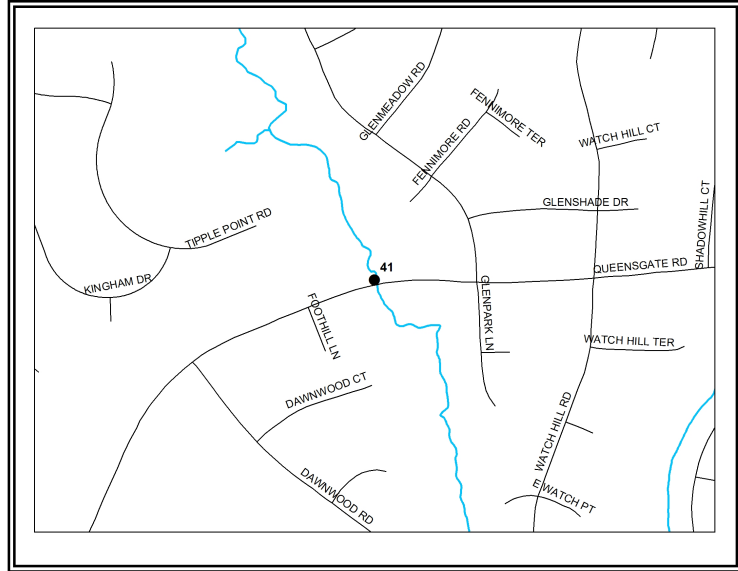 GLENMEADOW RD
FENNIMORE TER
FENNIMORE RD
WATCH HILL CT
GLENSHADE DR
SHADOWHILL CT
TIPPLE POINT RD
41
QUEENSGATE RD
KINGHAM DR
FOOTHILL LN
GLENPARK LN
WATCH HILL TER
DAWNWOOD CT
WATCH HILL RD
DAWNWOOD RD
E WATCH PT